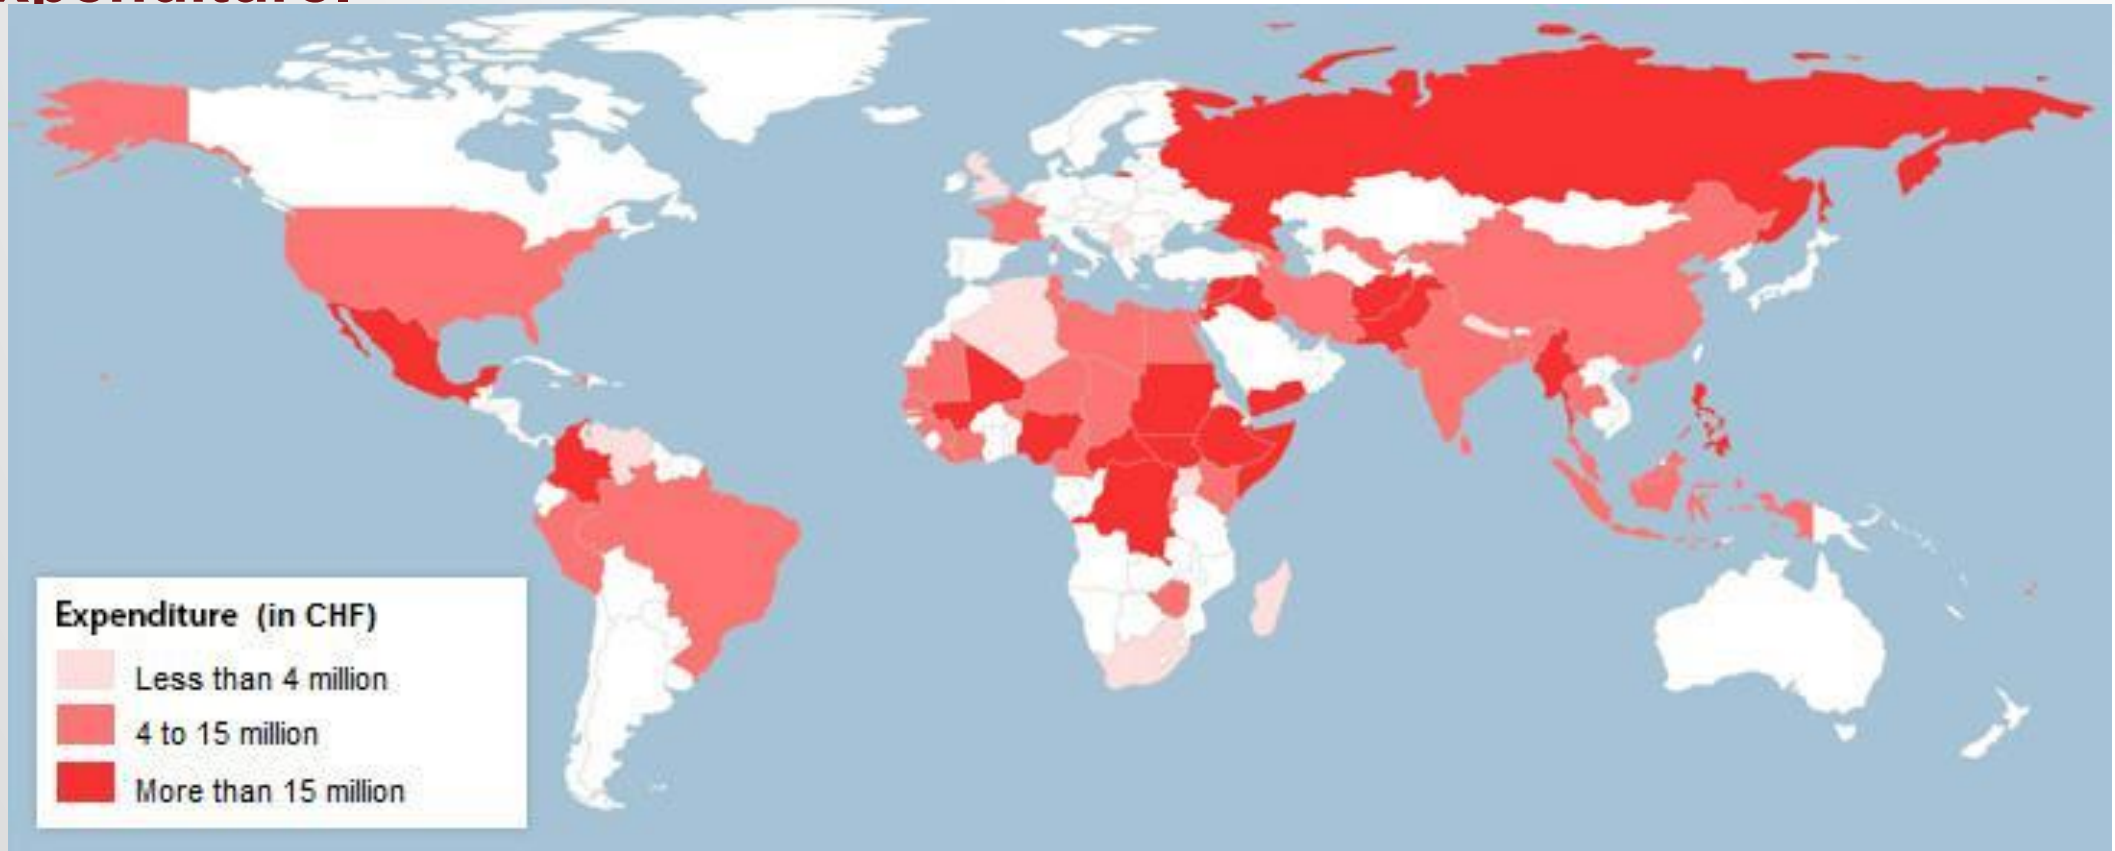 Expenditure (in CHF)
Less than 4 million
4 to 15 million
More than 15 million